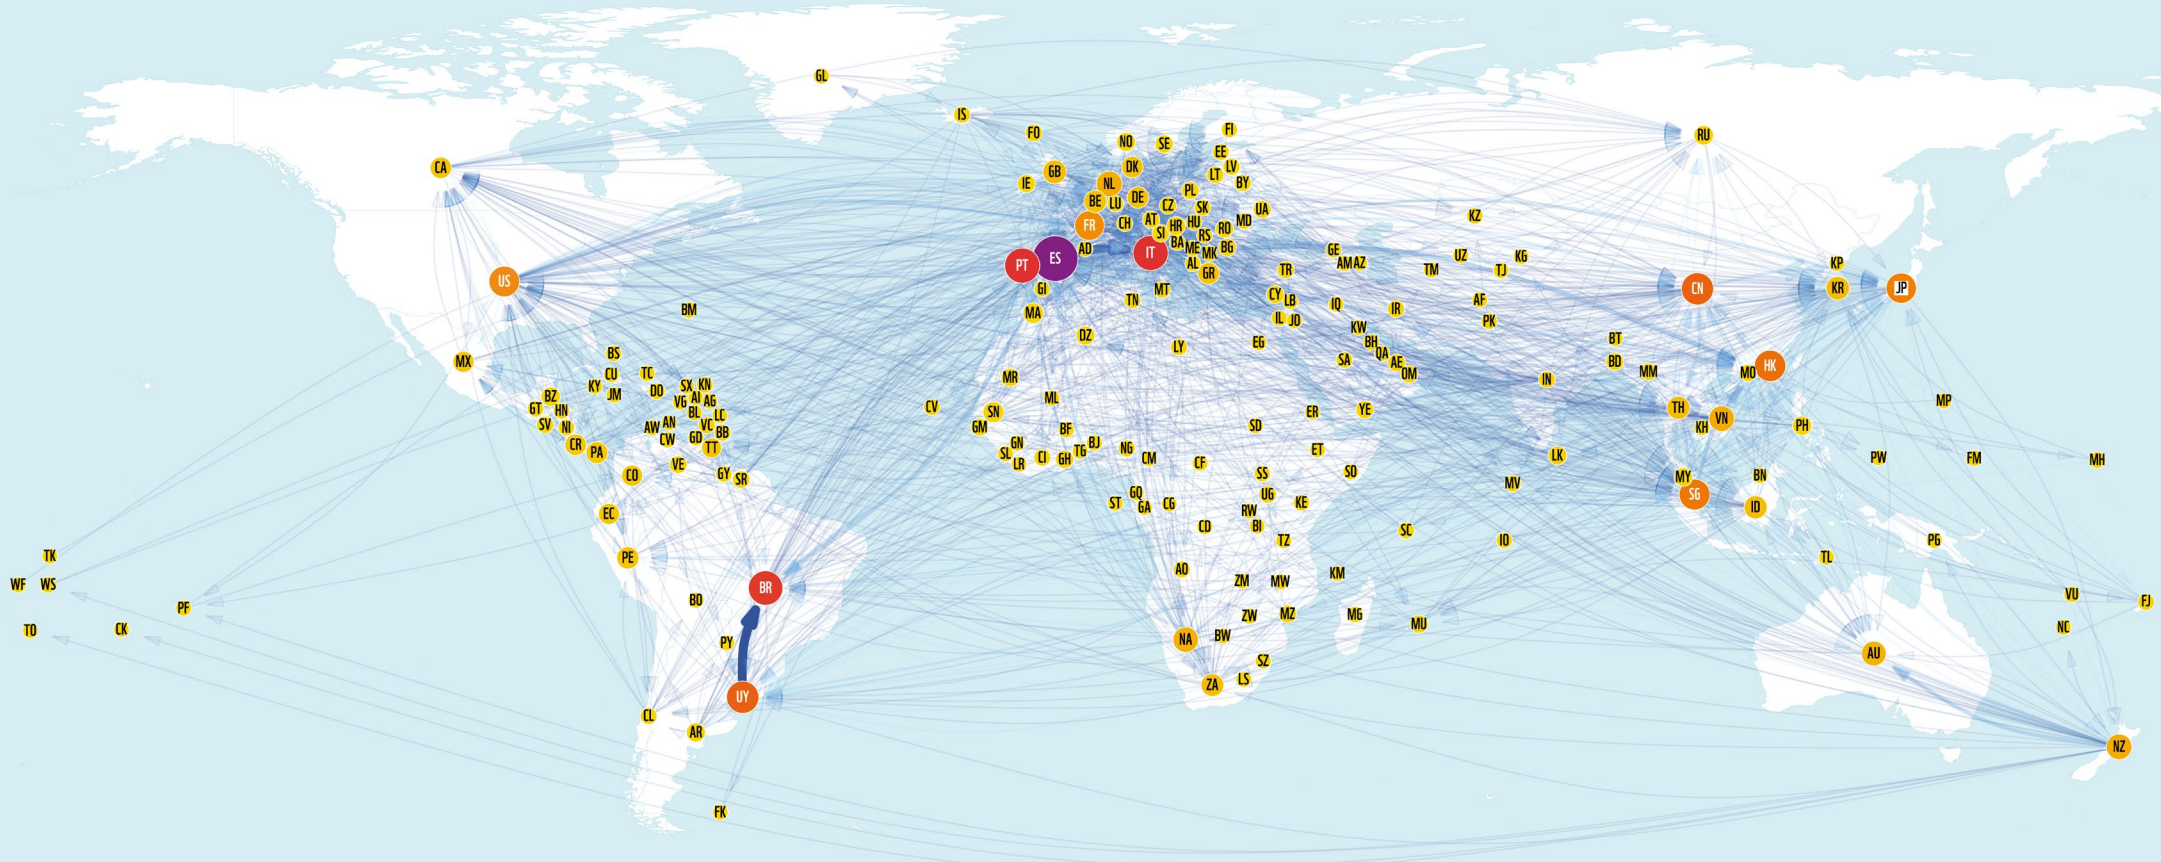 GL
IS
FO
NO
SE
FI
RU
EE
CA
GB
DK
LV
LT
IE
NL
BY
PL
BE
LU
DE
CZ
SK
UA
KZ
FR
CH
AT
HR
HU
MD
SI
RS
RO
BA
ME
MK
BG
AD
PT
ES
IT
AL
GR
GE
AM
AZ
UZ
KG
TM
TJ
TR
KP
US
GI
MT
TN
CY
LB
CN
KR
JP
BM
MA
IL
JO
IQ
IR
AF
PK
DZ
LY
EG
KW
BH
QA
AE
SA
OM
BT
BD
MM
MO
HK
MX
BS
CU
TC
KY
JM
DO
SX
KN
VG
AI
AG
BL
LC
BZ
GT
HN
SV
NI
AW
AN
VC
CW
GD
BB
CR
PA
TT
MR
ML
IN
CV
SN
GM
BF
SD
ER
YE
TH
VN
KH
PH
MP
CO
VE
GY
SR
GN
SL
LR
CI
GH
TG
BJ
NG
CM
CF
ET
SS
SO
LK
PW
FM
MH
MV
MY
SG
BN
ID
EC
GQ
ST
GA
CG
UG
KE
RW
CD
BI
TZ
SC
IO
PG
TL
TK
WF
WS
PE
BR
AO
ZM
MW
KM
PF
BO
VU
FJ
TO
CK
PY
ZW
MZ
MG
MU
NC
NA
BW
AU
SZ
UY
ZA
LS
CL
AR
NZ
FK